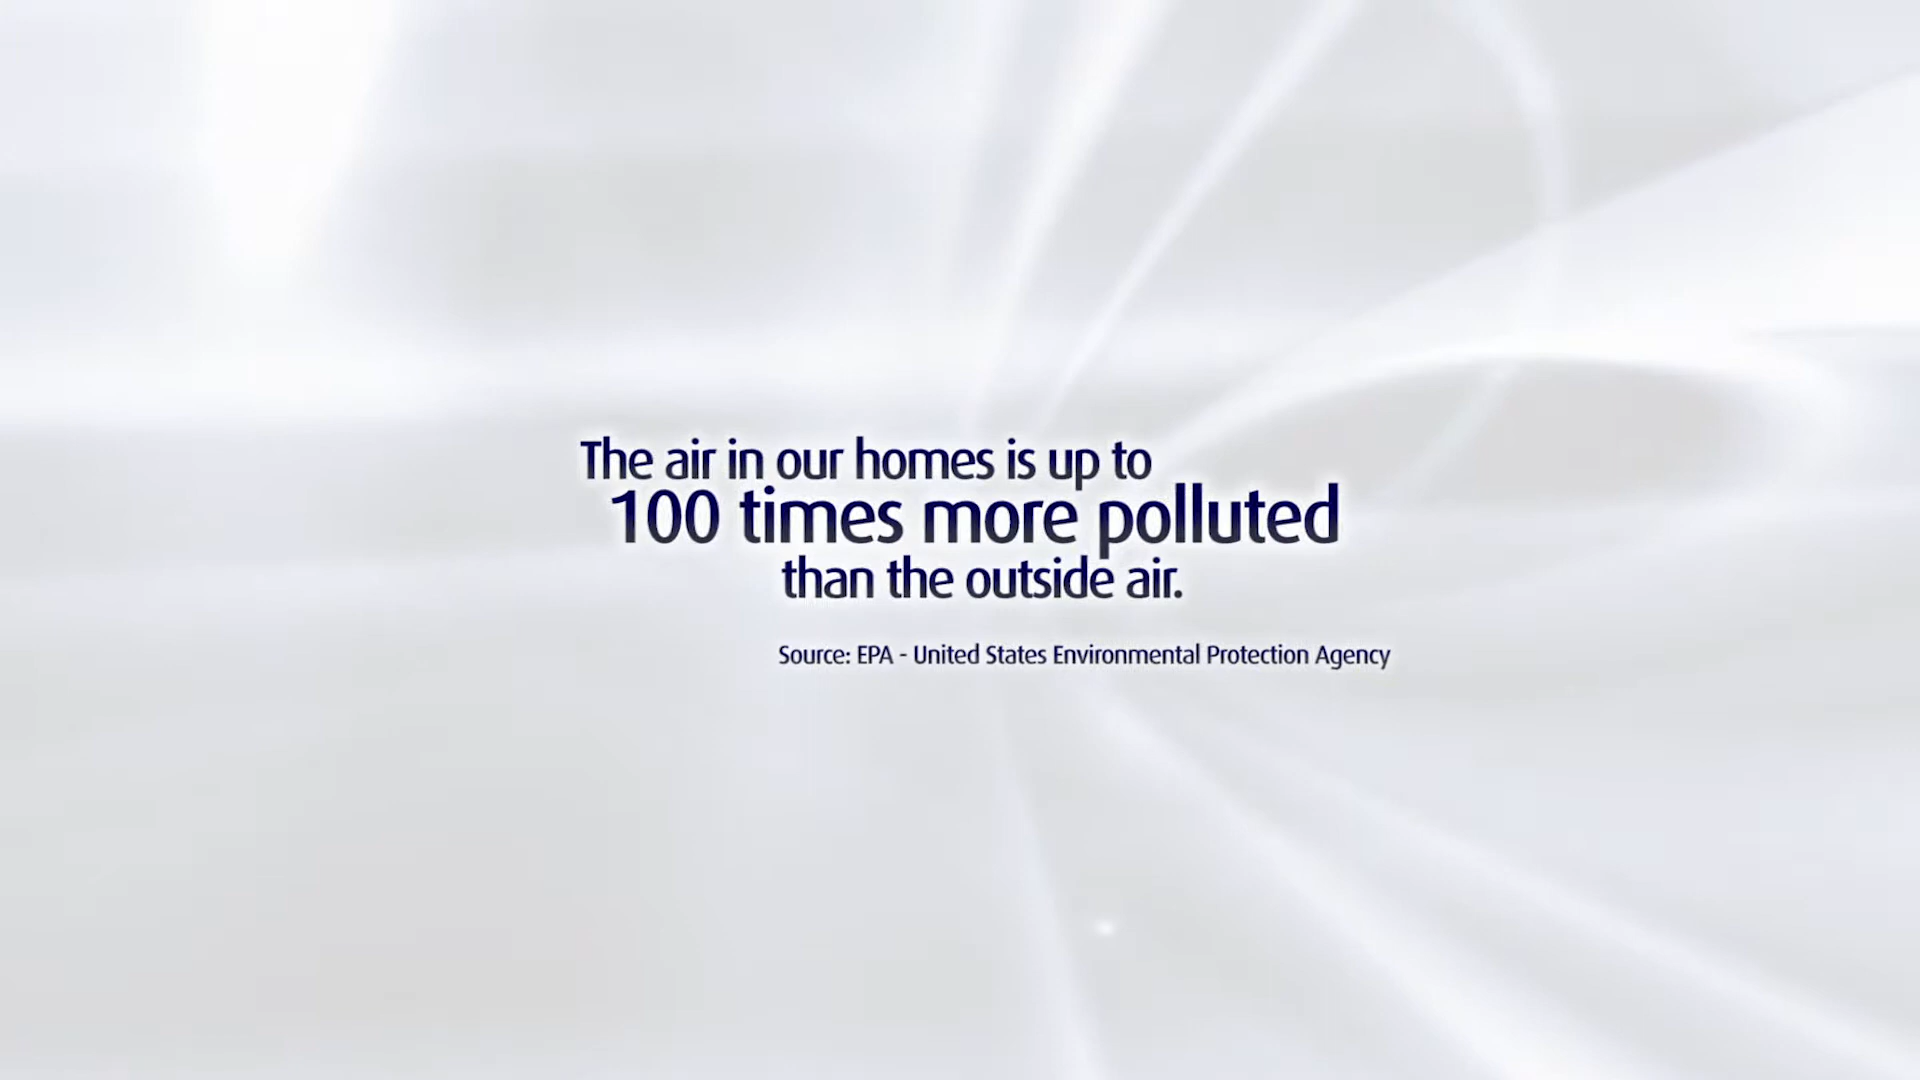 The air in our homes is up to
100 times more polluted
than the outside air.
Source: EPA - United States Environmental Protection Agency